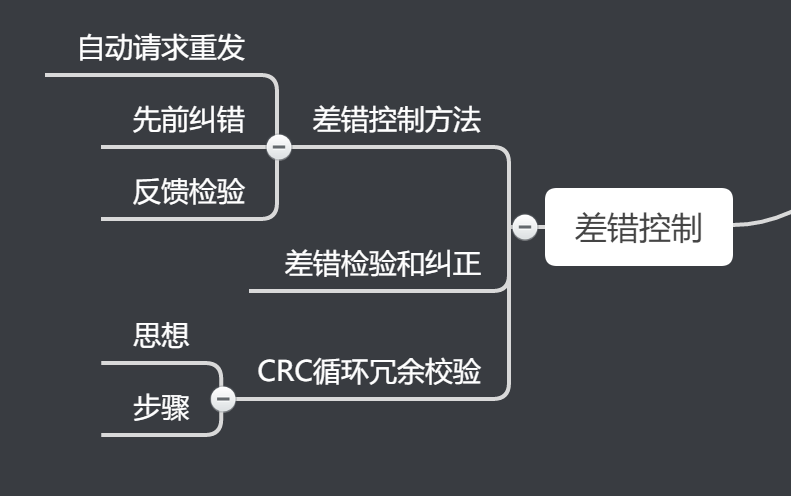 自动请求重发
先前纠错
差错控制方法
反馈检验
差错控制
差错检验和纠正
思想
CRC循环冗余校验
步骤